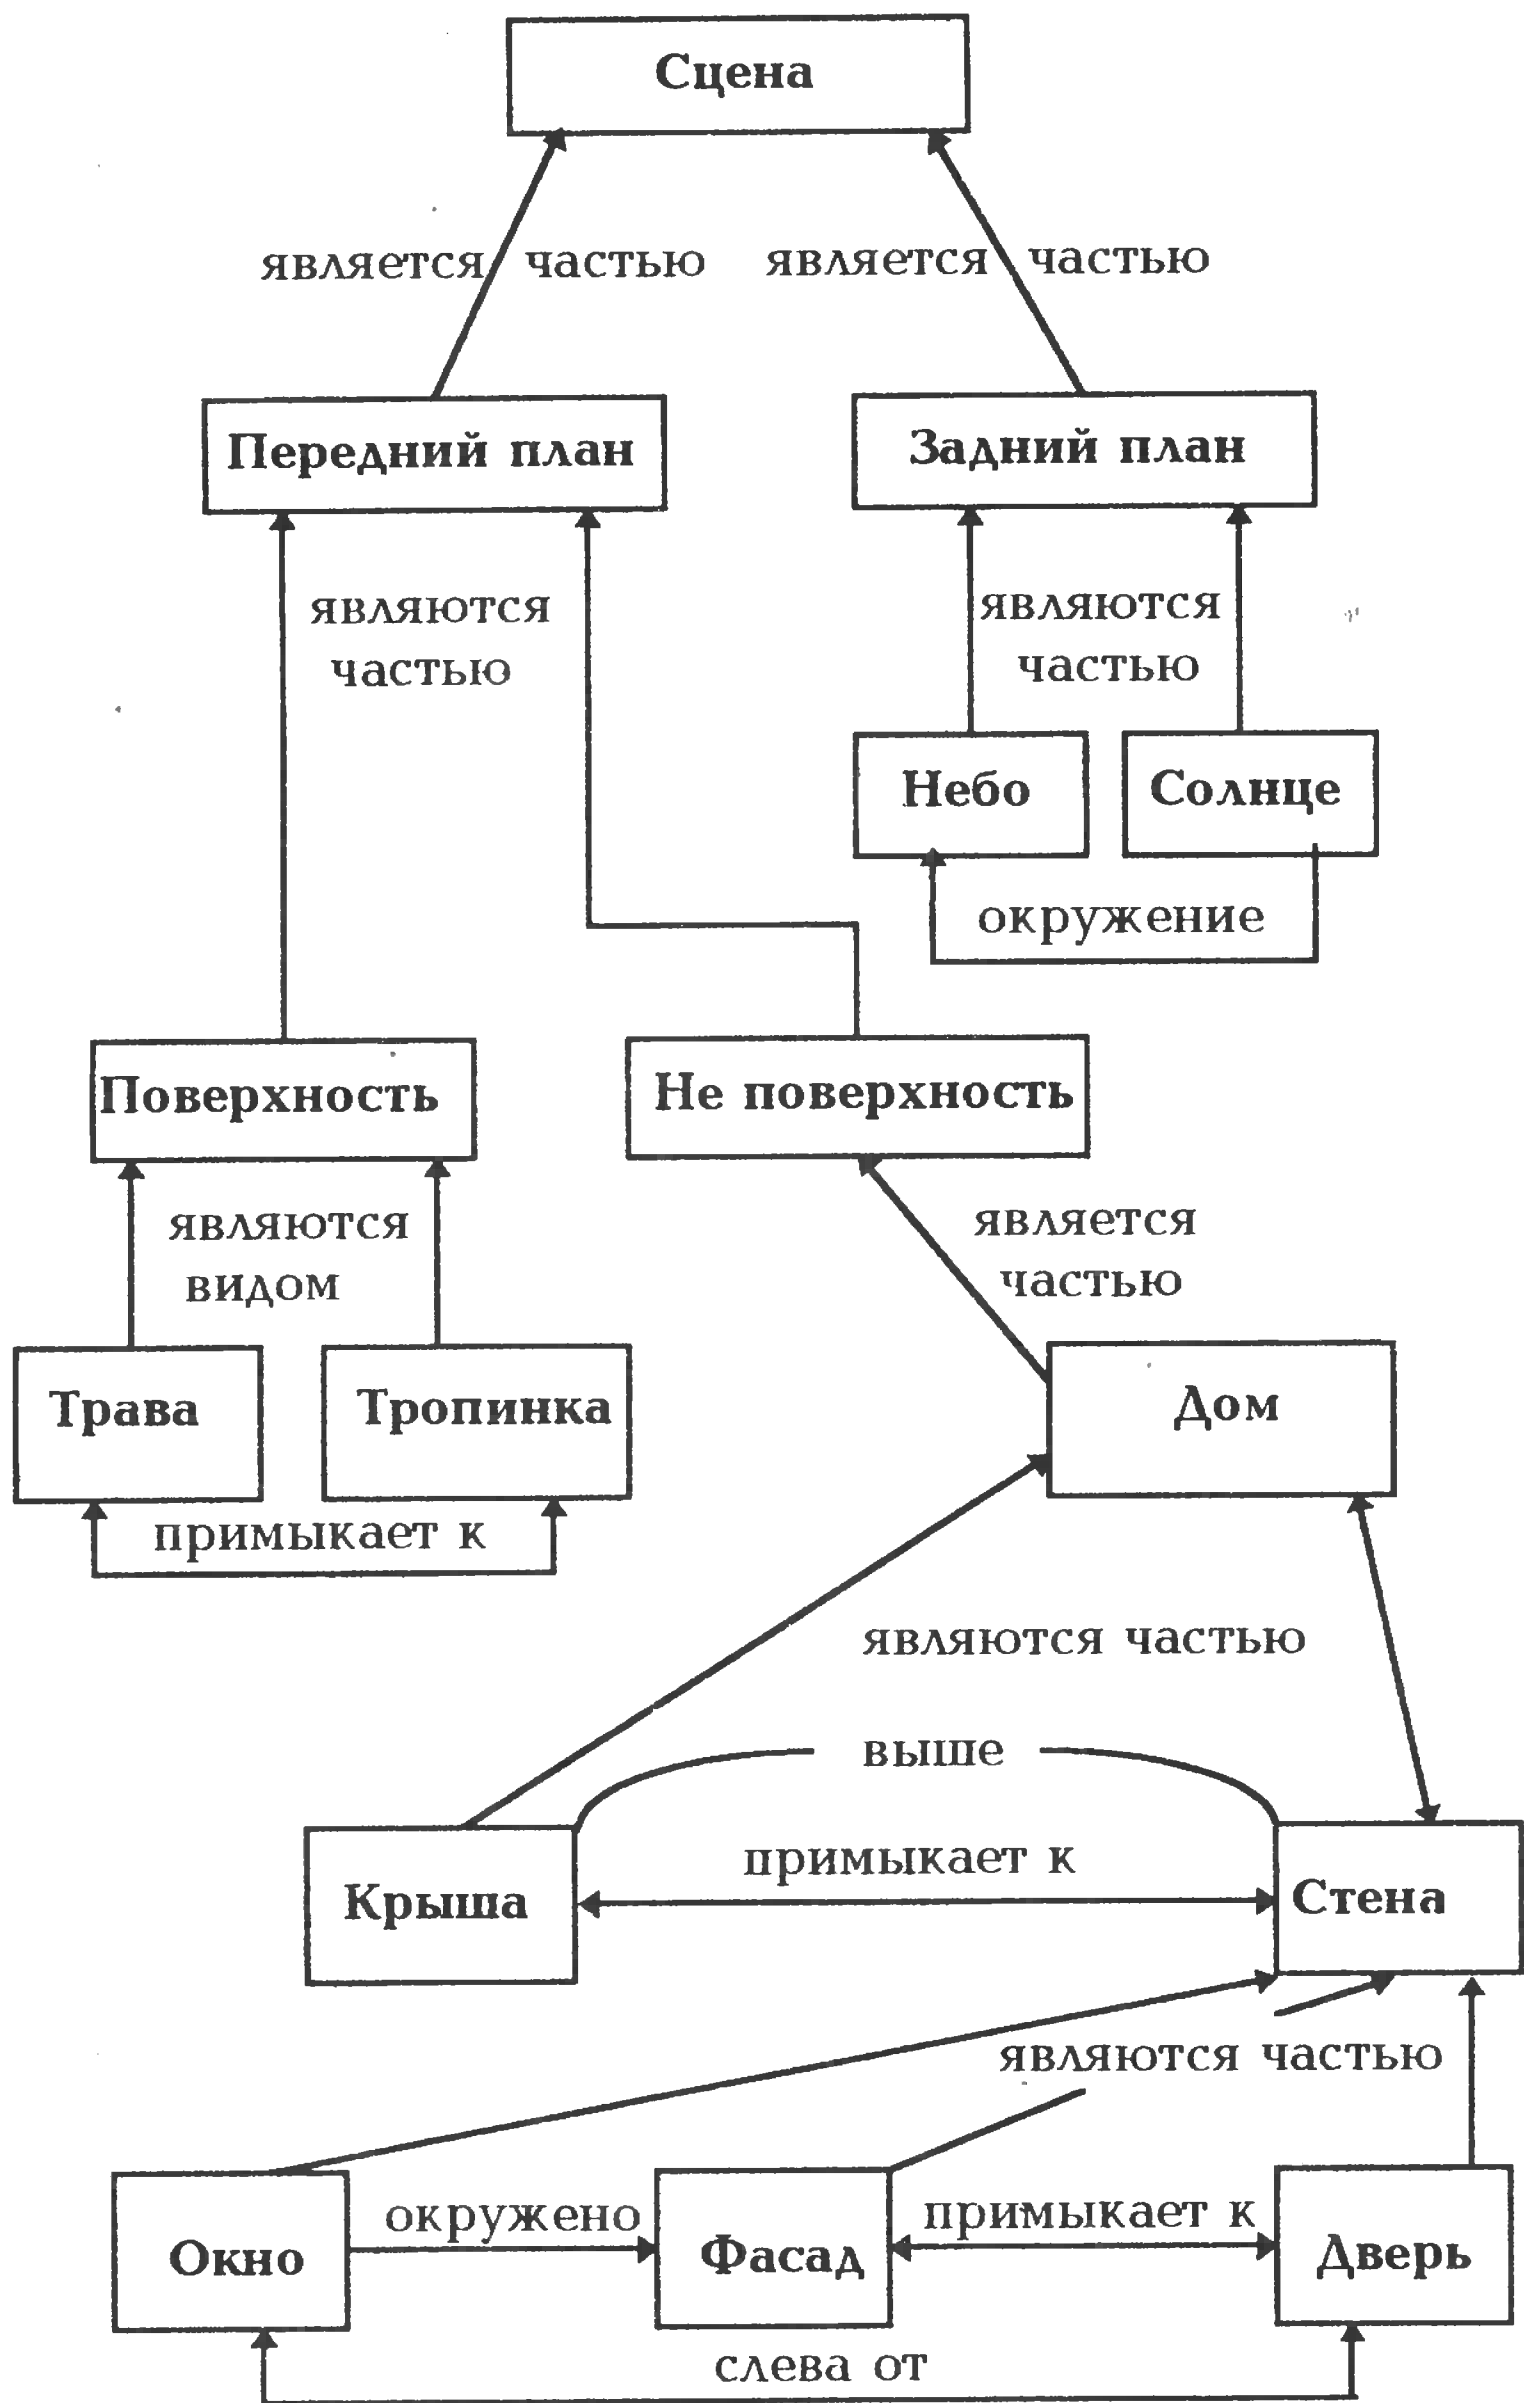 Сцена
является частью
является частью
Передний план
Задний план
являются
частью
являются
частью
Небо
Солнце
окружение
Поверхность
Не поверхность
являются
видом
является
частью
Трава
Тропинка
Дом
примыкает к
являются частью
выше
примыкает к
Крыша
Стена
являются частью
окружено
примыкает к
Окно
Фасад
Дверь
слева от